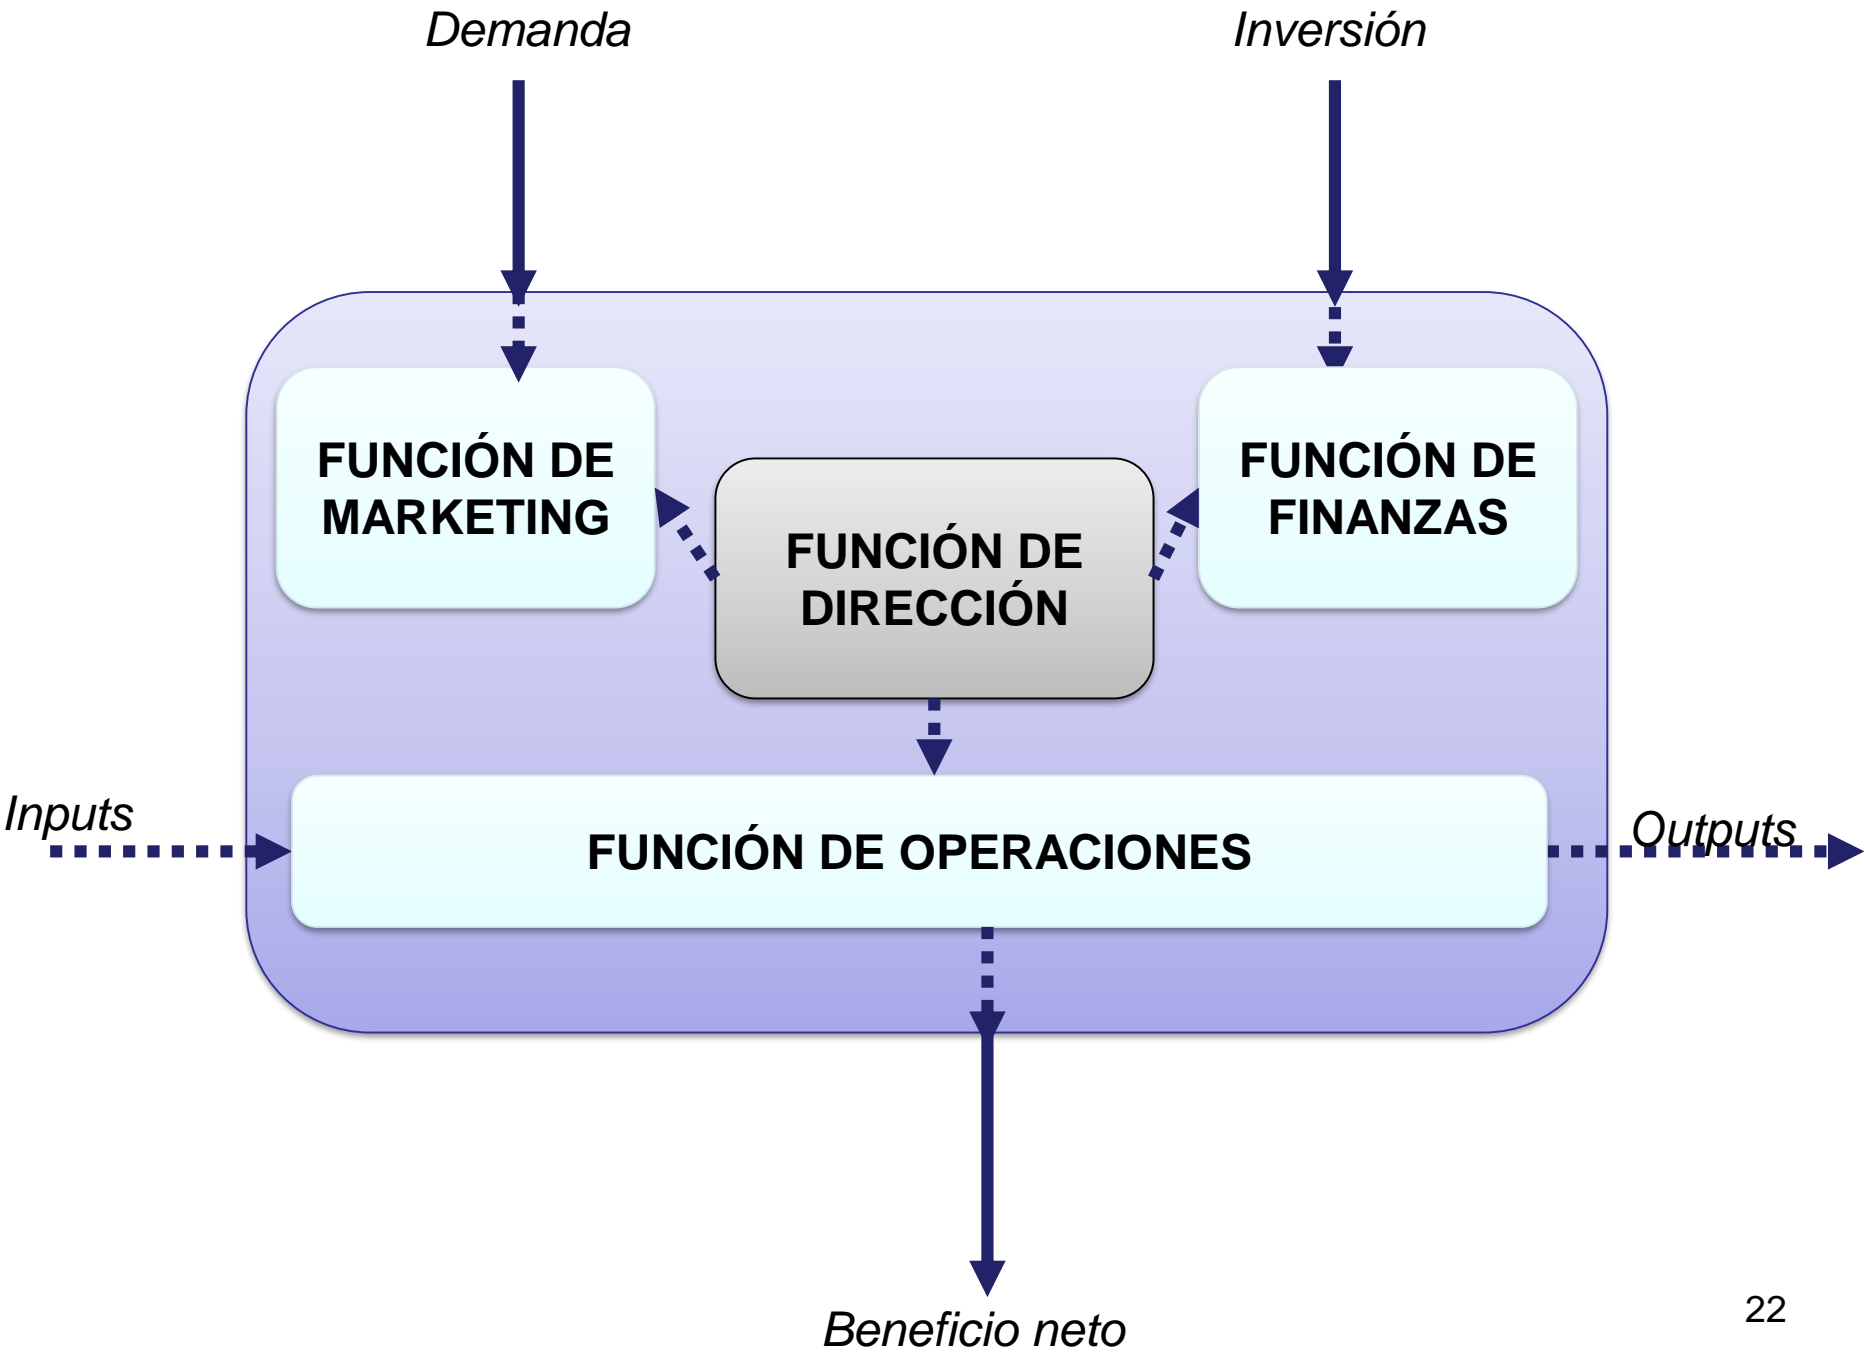 Demanda
Inversión
FUNCIÓN DE
MARKETING
FUNCIÓN DE
FINANZAS
FUNCIÓN DE
DIRECCIÓN
Inputs
FUNCIÓN DE OPERACIONES
Outputs
Beneficio neto
22